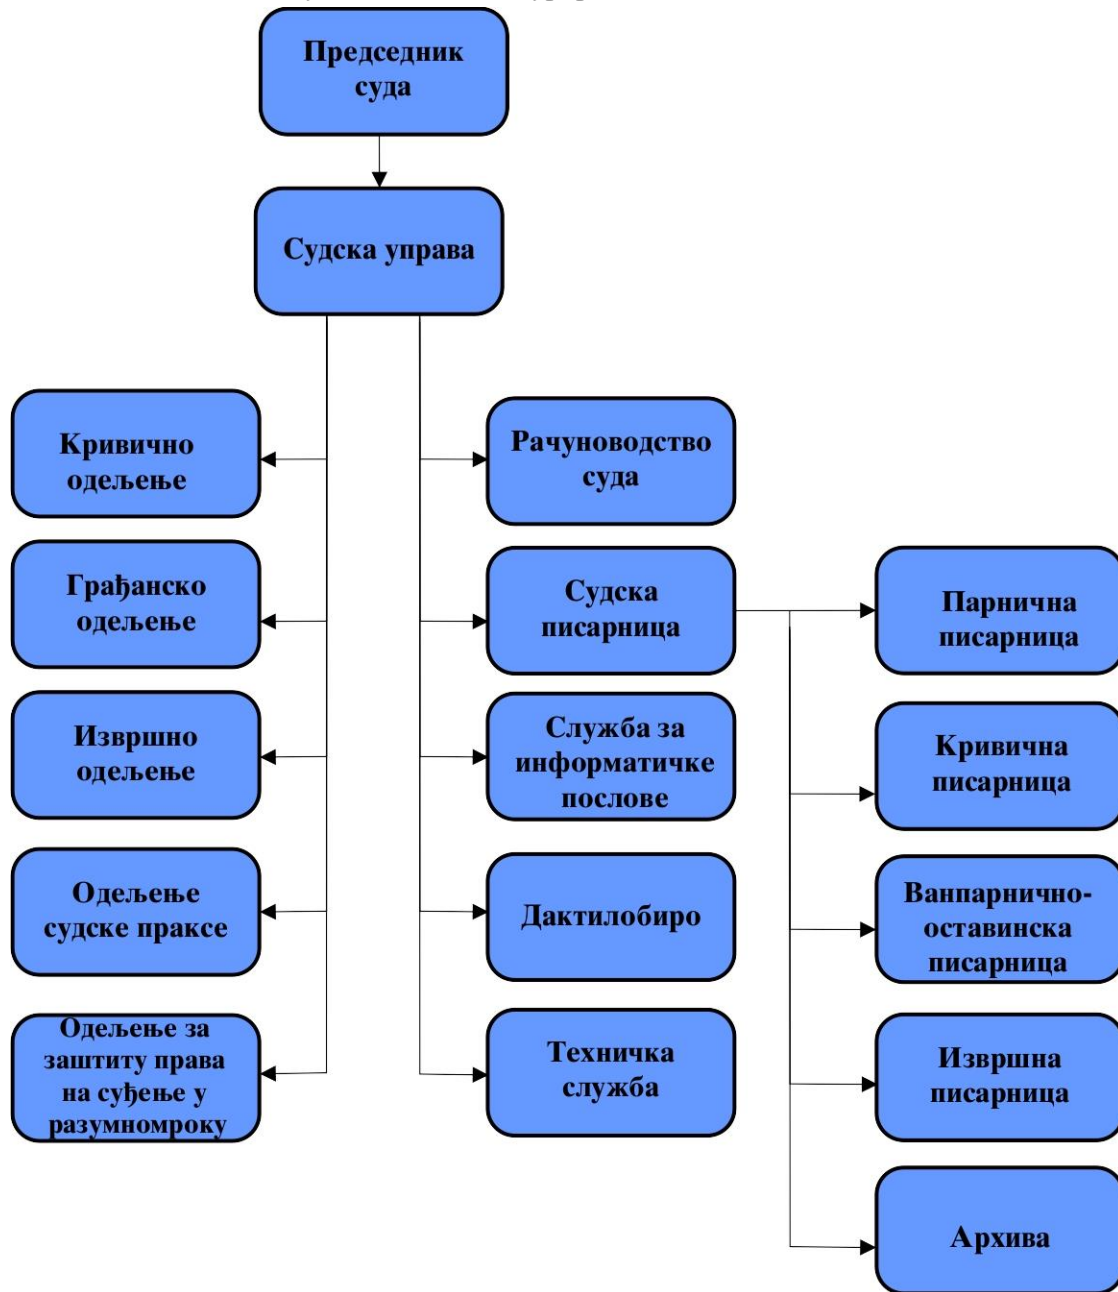 Председник
суда
Судска управа
Кривично
одељење
Грађанско
одељење
Извршно
одељење
Одељење
судске праксе
Одељење за
заштиту права
на суђење у
разумномроку
Рачуноводство
суда
Судска
писарница
Служба за
информатичке
послове
Дактилобиро
Техничка
служба
Парнична
писарница
Кривична
писарница
Ванпарнично-
оставинска
писарница
Извршна
писарница
Архива